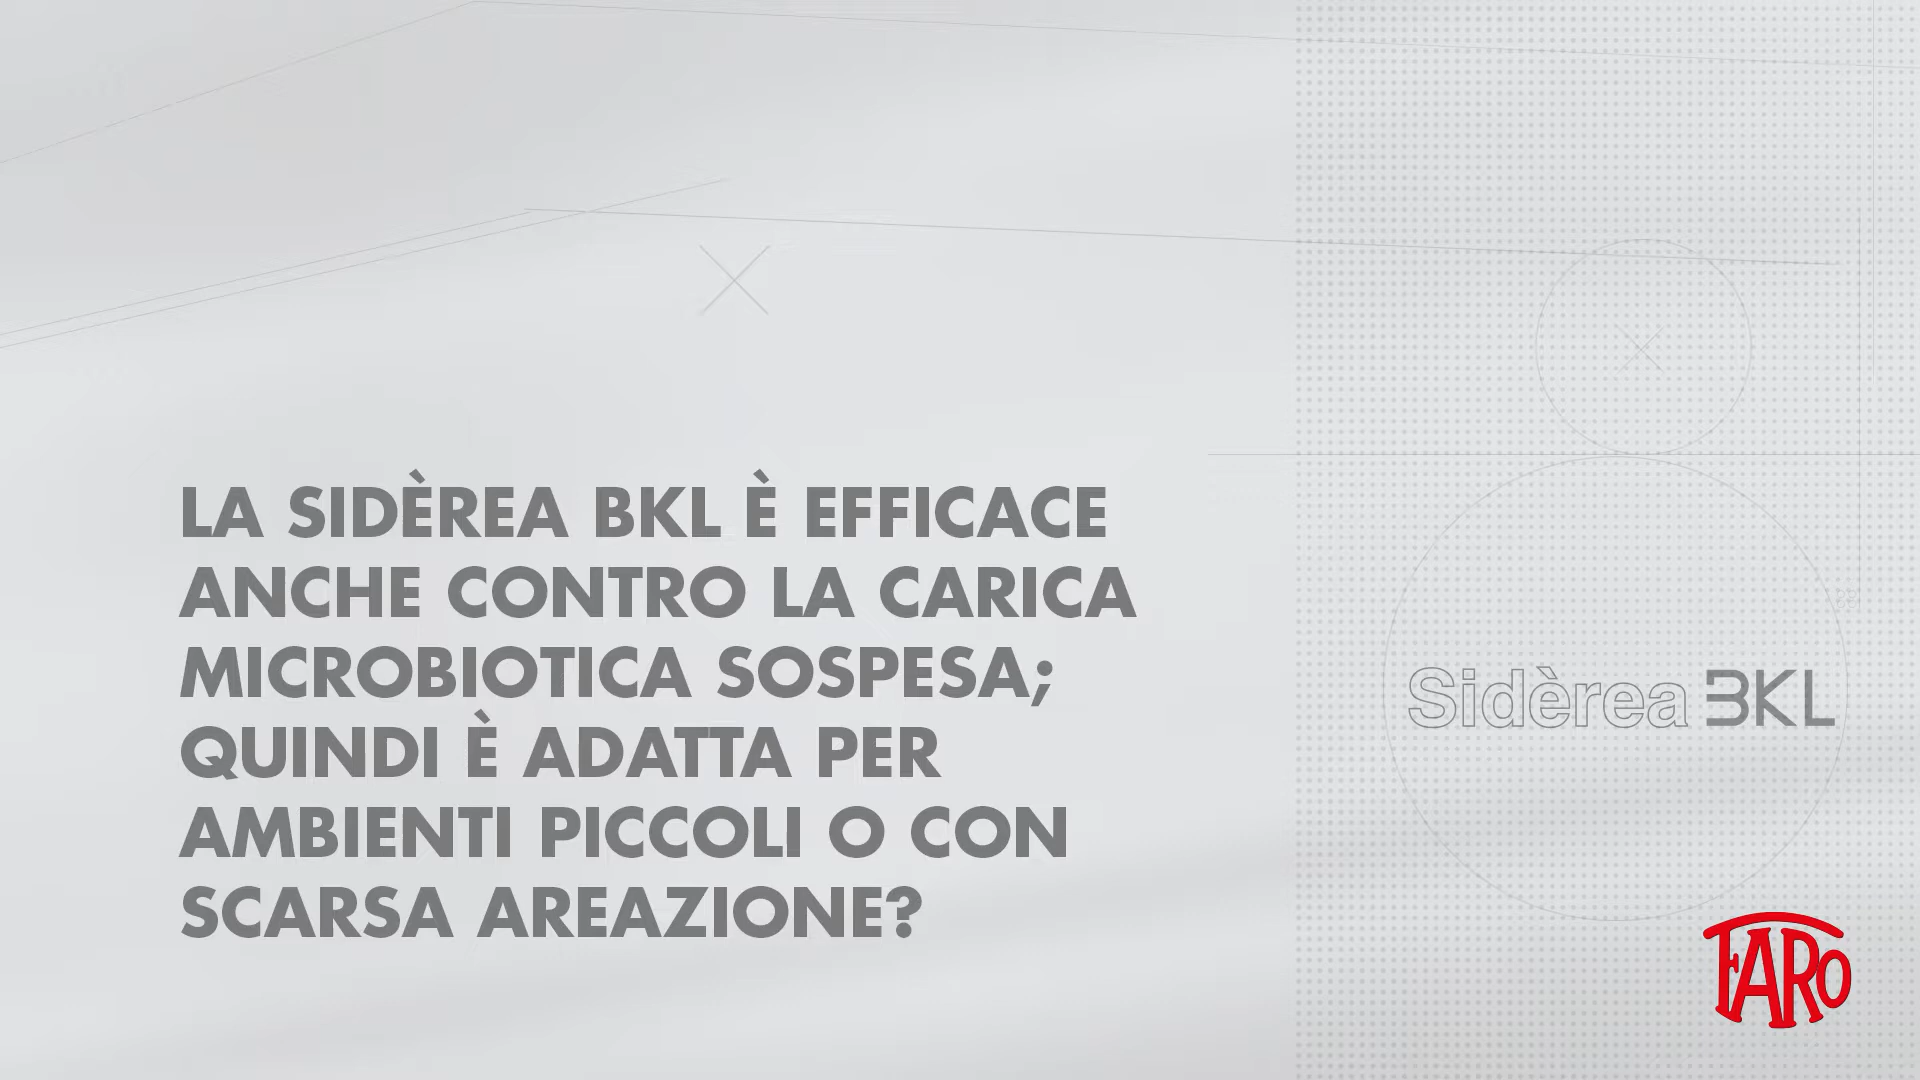 LA SIDÈREA BKL È EFFICACE
ANCHE CONTRO LA CARICA
MICROBIOTICA SOSPESA;
QUINDI È ADATTA PER
AMBIENTI PICCOLI O CON
SCARSA AREAZIONE?
Sidèrea BKL
FARO